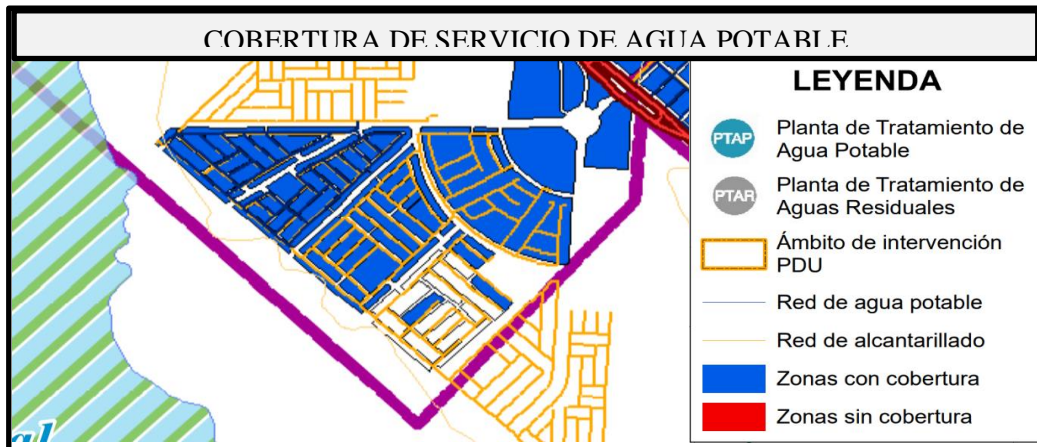 COBERTURA DE SERVICIO DE AGUA POTABLE
LEYENDA
PTAP
Planta de Tratamiento de
Agua Potable
PTAR
Planta de Tratamiento de
Aguas Residuales
Ámbito de intervención
PDU
Red de agua potable
Red de alcantarillado
Zonas con cobertura
Zonas sin cobertura